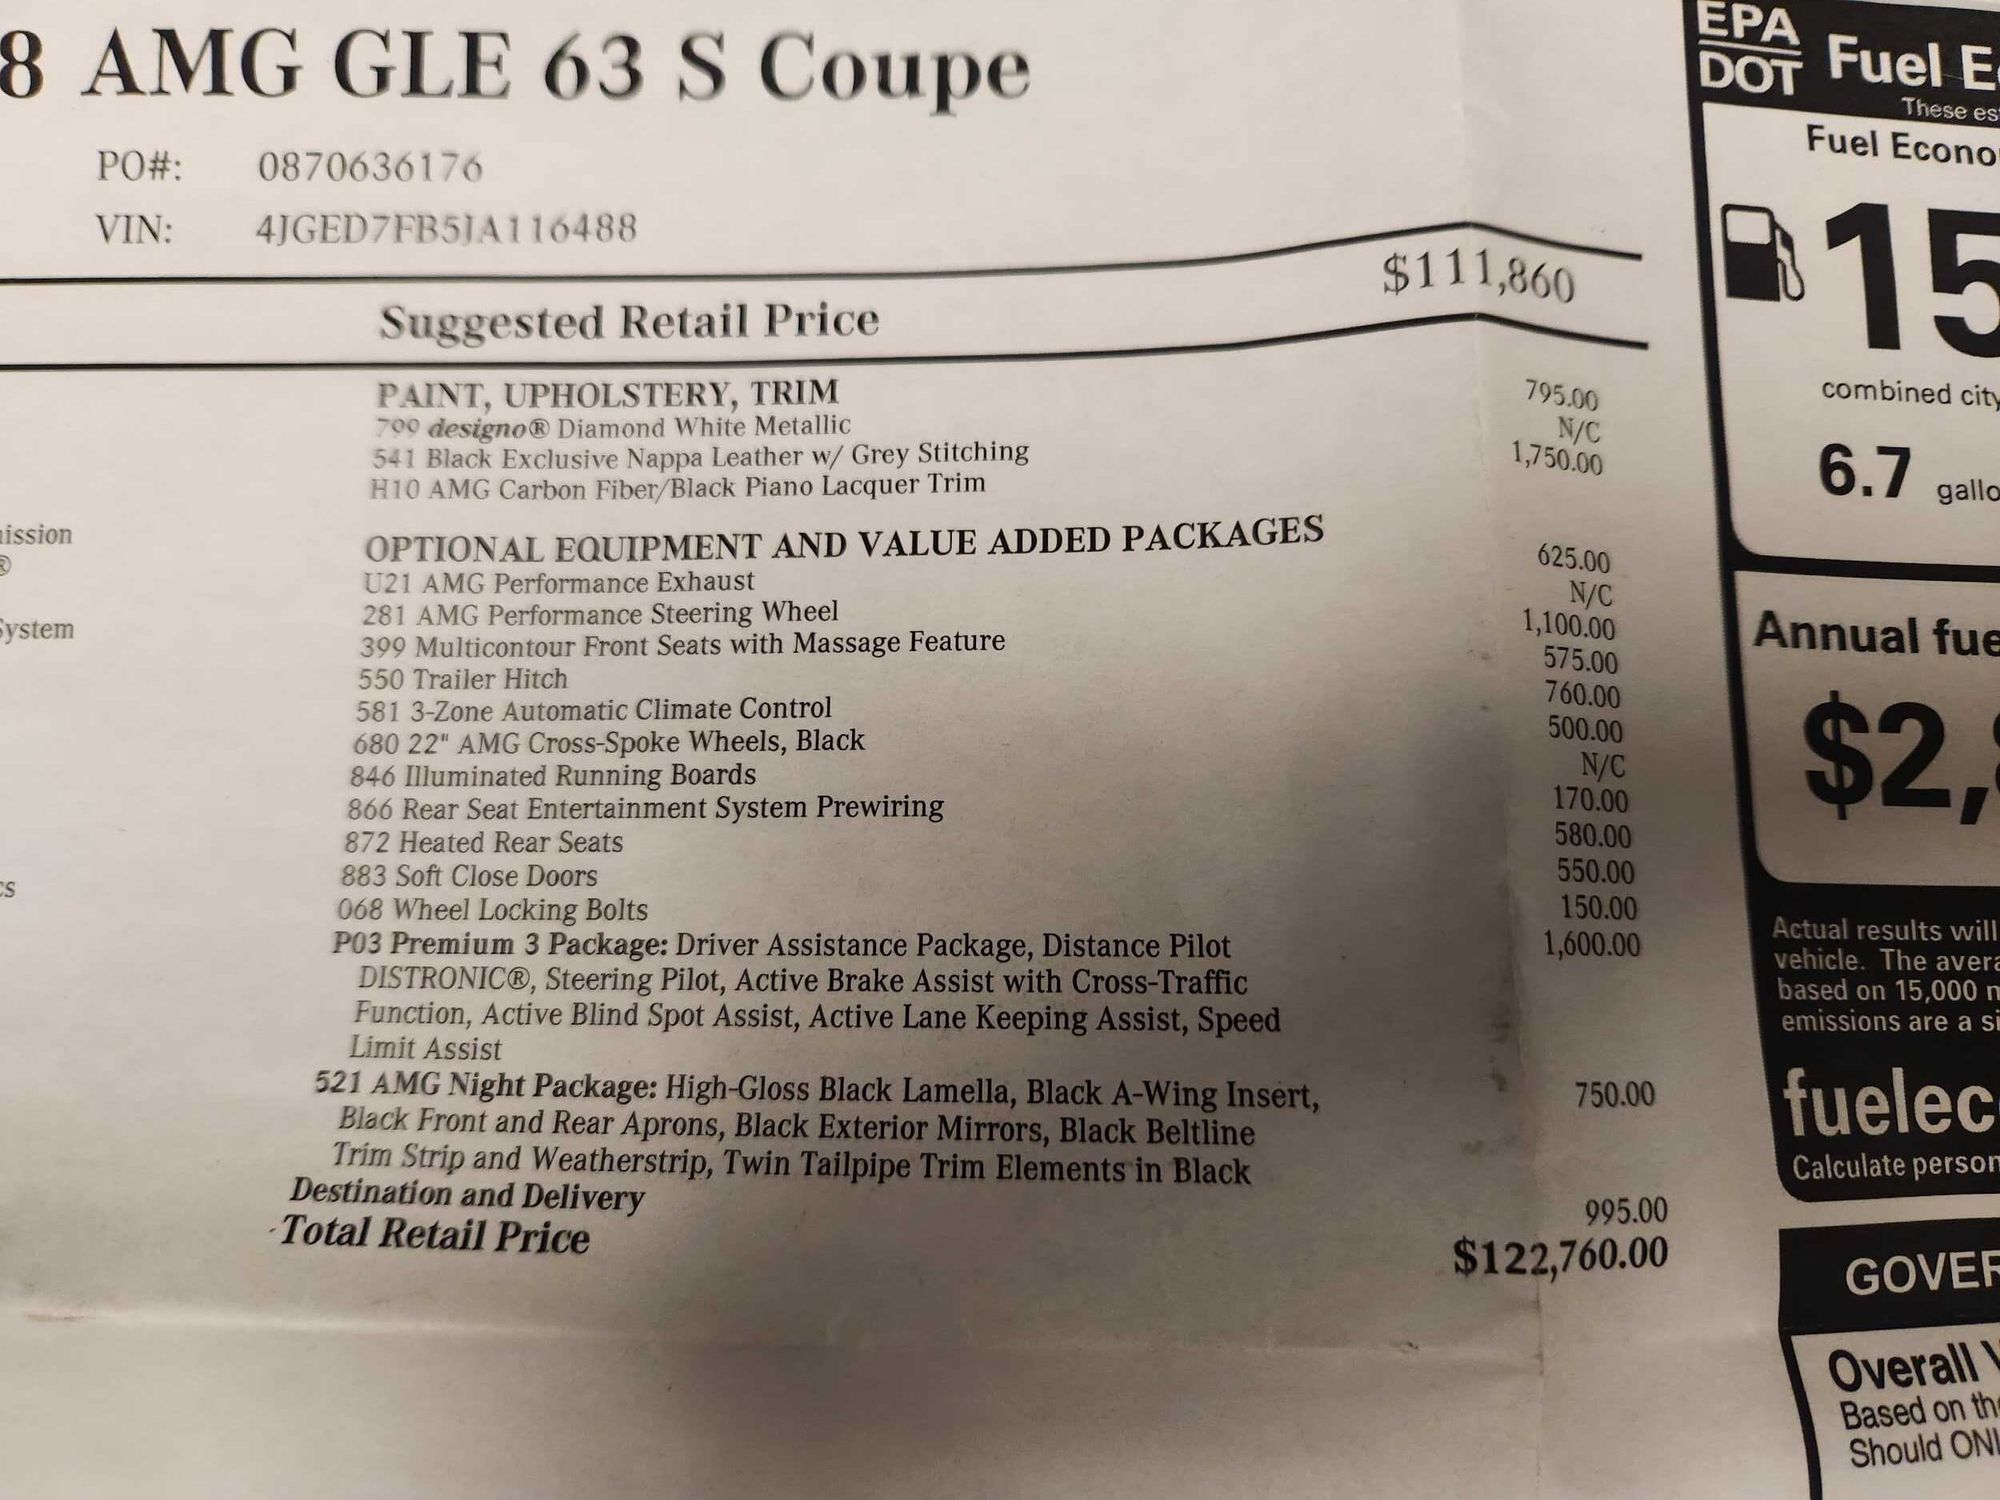 8 AMG GLE 63 S Coupe
PO#: 0870636176
VIN: 4JGED7FB5JA116488
Suggested Retail Price $111,860
PAINT, UPHOLSTERY, TRIM
799 designo® Diamond White Metallic 795.00
541 Black Exclusive Nappa Leather w/ Grey Stitching N/C
H10 AMG Carbon Fiber/Black Piano Lacquer Trim 1,750.00
OPTIONAL EQUIPMENT AND VALUE ADDED PACKAGES
U21 AMG Performance Exhaust 625.00
281 AMG Performance Steering Wheel N/C
399 Multicontour Front Seats with Massage Feature 1,100.00
550 Trailer Hitch 575.00
581 3-Zone Automatic Climate Control 760.00
680 22" AMG Cross-Spoke Wheels, Black 500.00
846 Illuminated Running Boards N/C
866 Rear Seat Entertainment System Prewiring 170.00
872 Heated Rear Seats 580.00
883 Soft Close Doors 550.00
068 Wheel Locking Bolts 150.00
P03 Premium 3 Package: Driver Assistance Package, Distance Pilot 1,600.00
DISTRONIC®, Steering Pilot, Active Brake Assist with Cross-Traffic
Function, Active Blind Spot Assist, Active Lane Keeping Assist, Speed
Limit Assist
521 AMG Night Package: High-Gloss Black Lamella, Black A-Wing Insert, 750.00
Black Front and Rear Aprons, Black Exterior Mirrors, Black Beltline
Trim Strip and Weatherstrip, Twin Tailpipe Trim Elements in Black
Destination and Delivery 995.00
Total Retail Price $122,760.00
ission
®
System
cs
EPA
DOT
Fuel E
These es
Fuel Econo
15
combined city
6.7 gallo
Annual fue
$2,
Actual results will
vehicle. The avera
based on 15,000 m
emissions are a si
fuelec
Calculate person
GOVER
Overall V
Based on the
Should ONL